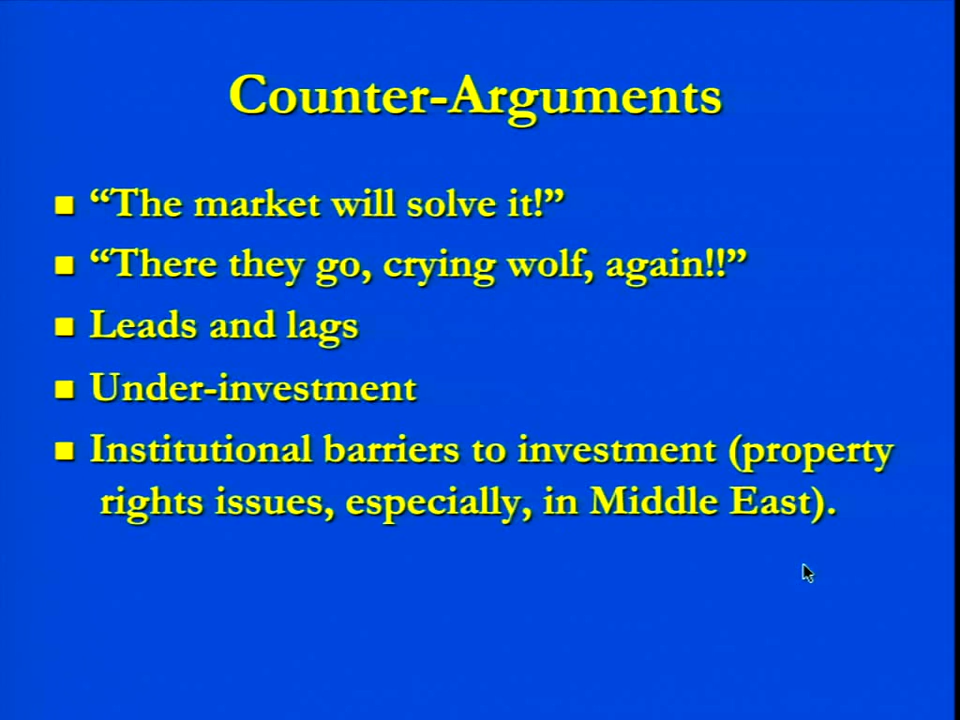 Counter-Arguments
■ “The market will solve it!”
■ “There they go, crying wolf, again!!”
■ Leads and lags
■ Under-investment
■ Institutional barriers to investment (property
rights issues, especially, in Middle East).